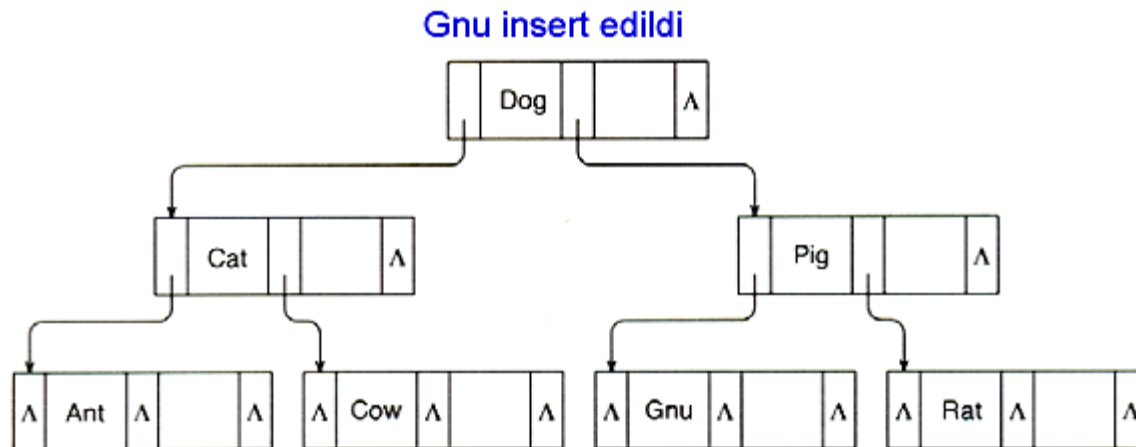 Gnu insert edildi
Dog Λ
Cat Λ Pig Λ
Λ Ant Λ Λ Λ Cow Λ Λ Λ Gnu Λ Λ Λ Rat Λ Λ